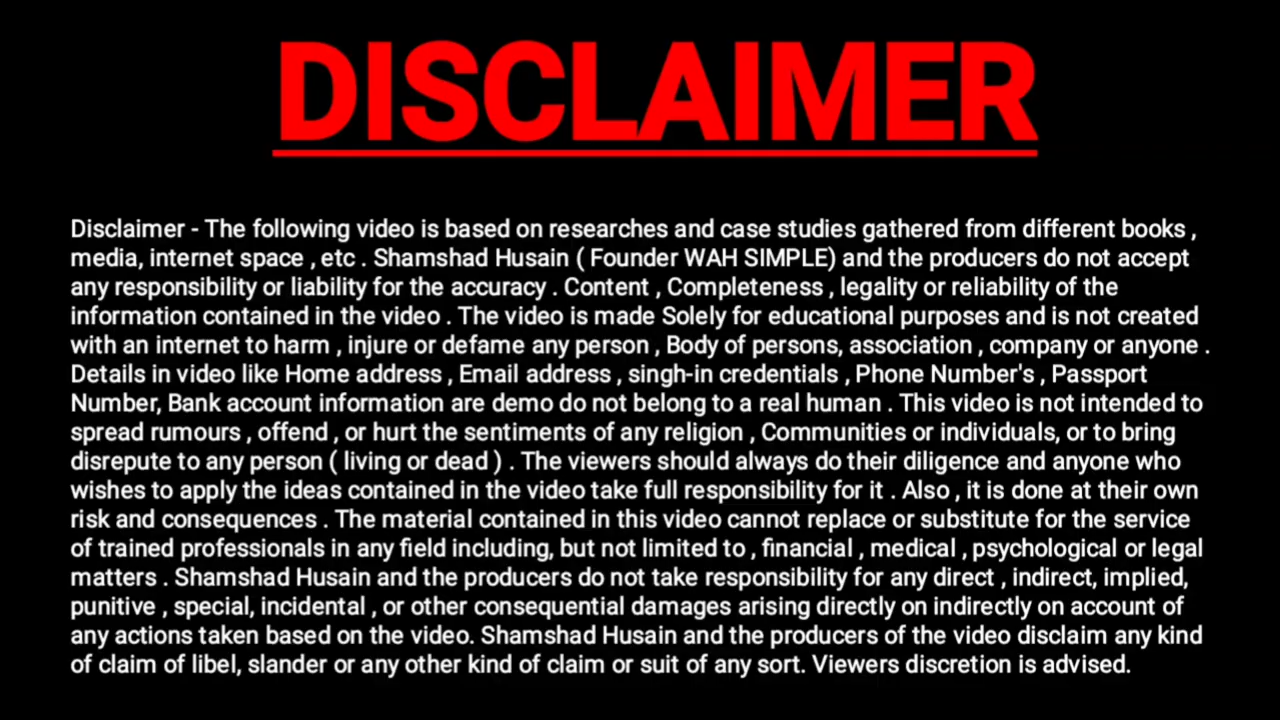 DISCLAIMER
Disclaimer - The following video is based on researches and case studies gathered from different books ,
media, internet space , etc . Shamshad Husain ( Founder WAH SIMPLE) and the producers do not accept
any responsibility or liability for the accuracy . Content , Completeness , legality or reliability of the
information contained in the video . The video is made Solely for educational purposes and is not created
with an internet to harm , injure or defame any person , Body of persons, association , company or anyone .
Details in video like Home address , Email address , singh-in credentials , Phone Number's , Passport
Number, Bank account information are demo do not belong to a real human . This video is not intended to
spread rumours , offend , or hurt the sentiments of any religion , Communities or individuals, or to bring
disrepute to any person ( living or dead ) . The viewers should always do their diligence and anyone who
wishes to apply the ideas contained in the video take full responsibility for it . Also , it is done at their own
risk and consequences . The material contained in this video cannot replace or substitute for the service
of trained professionals in any field including, but not limited to , financial , medical , psychological or legal
matters . Shamshad Husain and the producers do not take responsibility for any direct , indirect, implied,
punitive , special, incidental , or other consequential damages arising directly on indirectly on account of
any actions taken based on the video. Shamshad Husain and the producers of the video disclaim any kind
of claim of libel, slander or any other kind of claim or suit of any sort. Viewers discretion is advised.